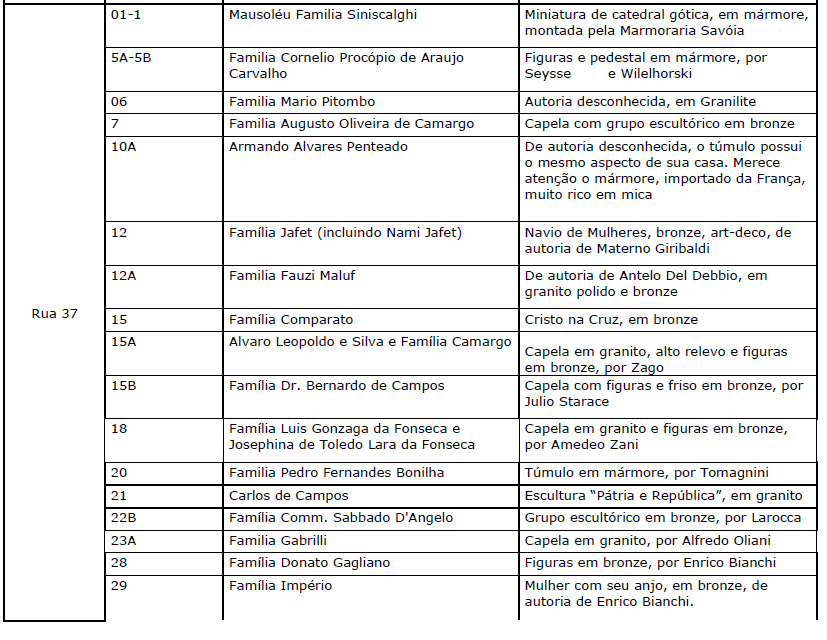 01-1
Mausoléu Familia Siniscalghi
Miniatura de catedral gótica, em mármore,
montada pela Marmoraria Savóia
5A-5B
Familia Cornelio Procópio de Araujo
Carvalho
Figuras e pedestal em mármore, por
Seysse e Wilelhorski
06
Familia Mario Pitombo
Autoria desconhecida, em Granilite
7
Familia Augusto Oliveira de Camargo
Capela com grupo escultórico em bronze
10A
Armando Alvares Penteado
De autoria desconhecida, o túmulo possui
o mesmo aspecto de sua casa. Merece
atenção o mármore, importado da França,
muito rico em mica
12
Família Jafet (incluindo Nami Jafet)
Navio de Mulheres, bronze, art-deco, de
autoria de Materno Giribaldi
Rua 37
12A
Familia Fauzi Maluf
De autoria de Antelo Del Debbio, em
granito polido e bronze
15
Família Comparato
Cristo na Cruz, em bronze
15A
Alvaro Leopoldo e Silva e Família Camargo
Capela em granito, alto relevo e figuras
em bronze, por Zago
15B
Família Dr. Bernardo de Campos
Capela com figuras e friso em bronze, por
Julio Starace
18
Família Luis Gonzaga da Fonseca e
Josephina de Toledo Lara da Fonseca
Capela em granito e figuras em bronze,
por Amedeo Zani
20
Familia Pedro Fernandes Bonilha
Túmulo em mármore, por Tomagnini
21
Carlos de Campos
Escultura “Pátria e República”, em granito
22B
Família Comm. Sabbado D'Angelo
Grupo escultórico em bronze, por Larocca
23A
Familia Gabrilli
Capela em granito, por Alfredo Oliani
28
Família Donato Gagliano
Figuras em bronze, por Enrico Bianchi
29
Família Império
Mulher com seu anjo, em bronze, de
autoria de Enrico Bianchi.